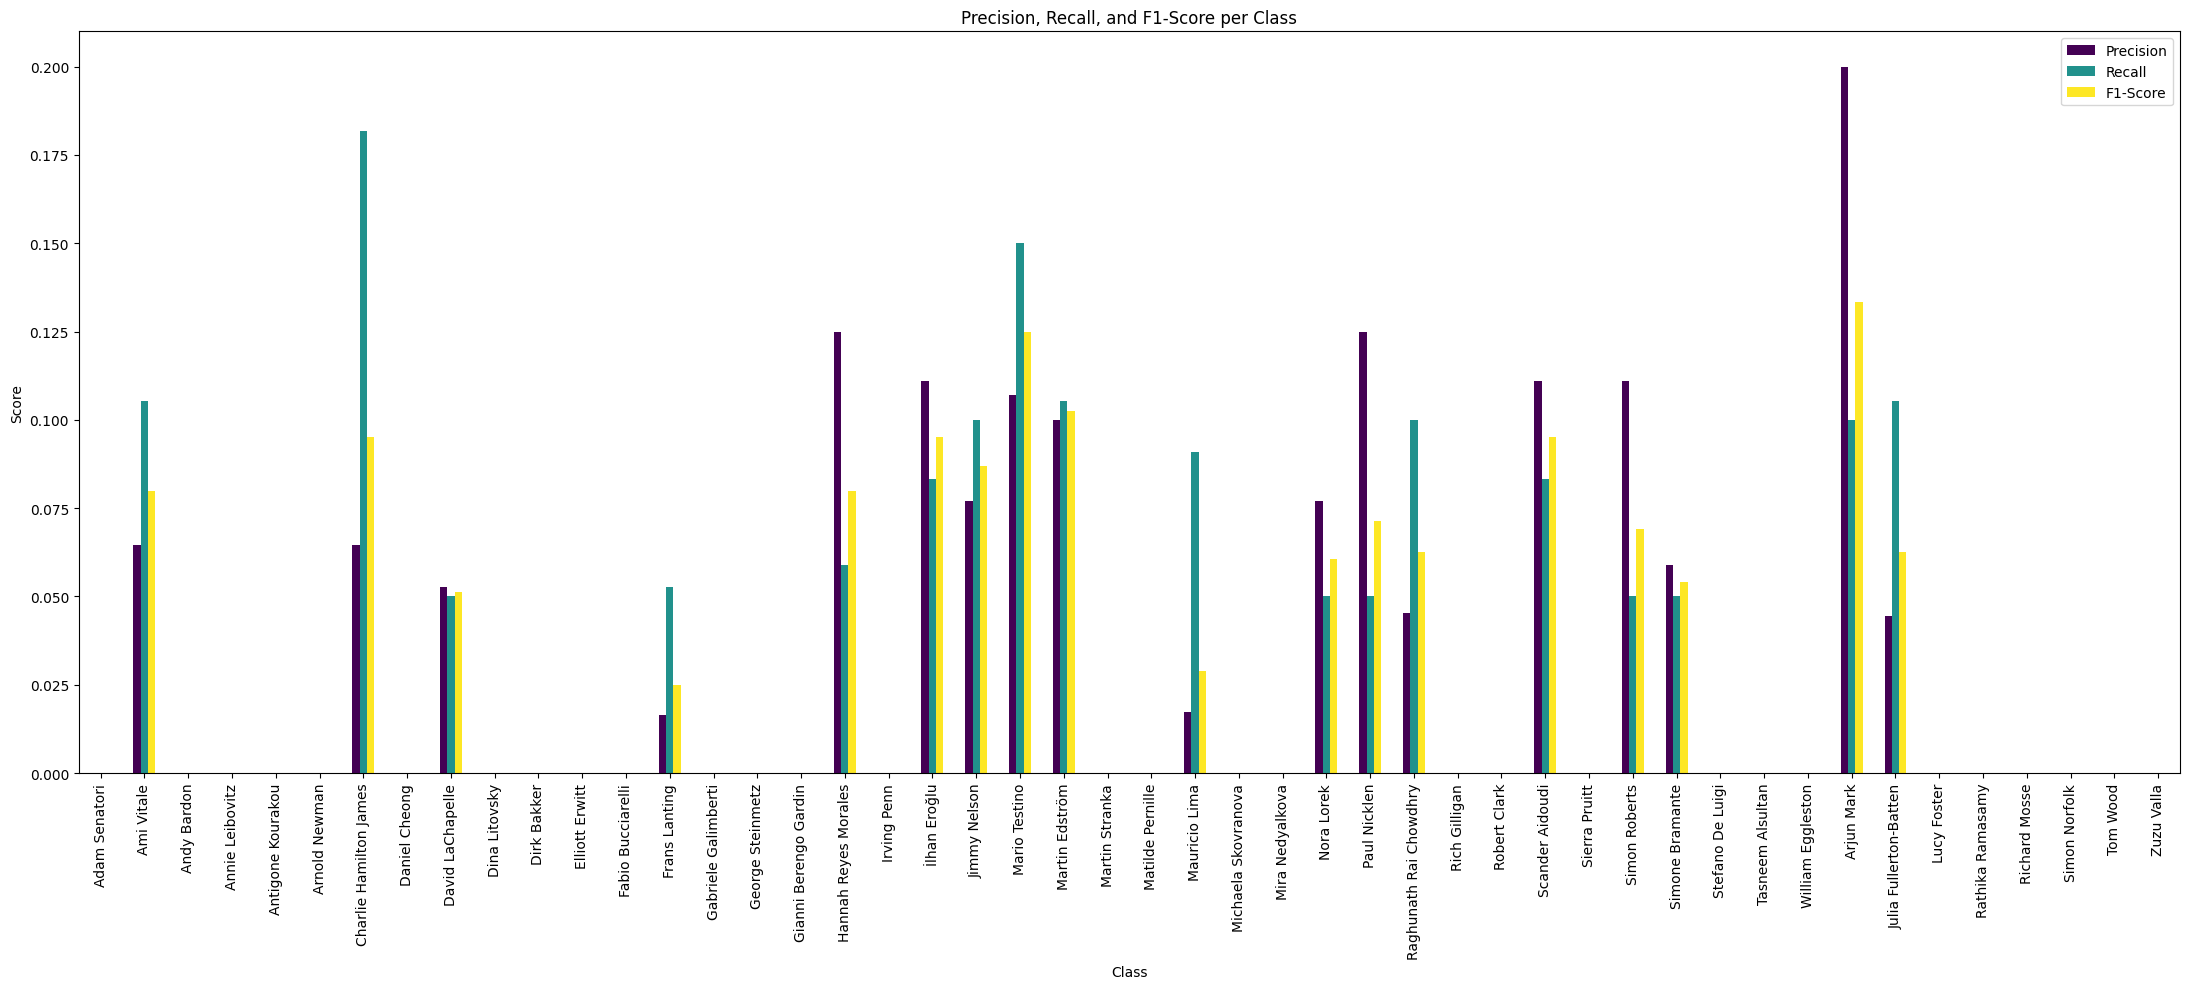 Precision, Recall, and F1-Score per Class
Precision
Recall
F1-Score
0.200
0.175
0.150
0.125
0.100
0.075
0.050
0.025
0.000
Score
Adam Senatori
Ami Vitale
Andy Bardon
Annie Leibovitz
Antigone Kourakou
Arnold Newman
Charlie Hamilton James
Daniel Cheong
David LaChapelle
Dina Litovsky
Dirk Bakker
Elliott Erwitt
Fabio Bucciarelli
Frans Lanting
Gabriele Galimberti
George Steinmetz
Gianni Berengo Gardin
Hannah Reyes Morales
Irving Penn
İlhan Eroğlu
Jimmy Nelson
Mario Testino
Martin Edström
Martin Stranka
Matilde Pernille
Mauricio Lima
Michaela Skovranova
Mira Nedyalkova
Nora Lorek
Paul Nicklen
Raghunath Rai Chowdhry
Rich Gilligan
Robert Clark
Scander Aidoudi
Sierra Pruitt
Simon Roberts
Simone Bramante
Stefano De Luigi
Tasneem Alsultan
William Eggleston
Arjun Mark
Julia Fullerton-Batten
Lucy Foster
Rathika Ramasamy
Richard Mosse
Simon Norfolk
Tom Wood
Zuzu Valla
Class